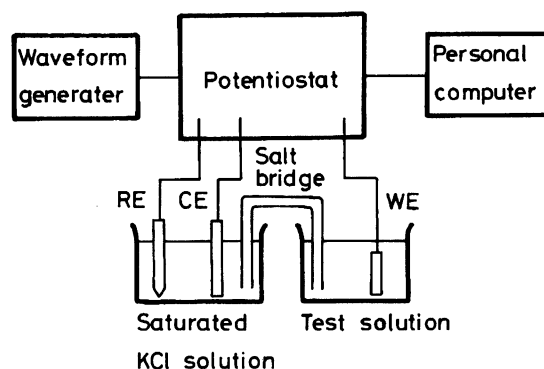 Waveform
generater
Potentiostat
Personal
computer
Salt
bridge
RE
CE
WE
Saturated
KCl solution
Test solution